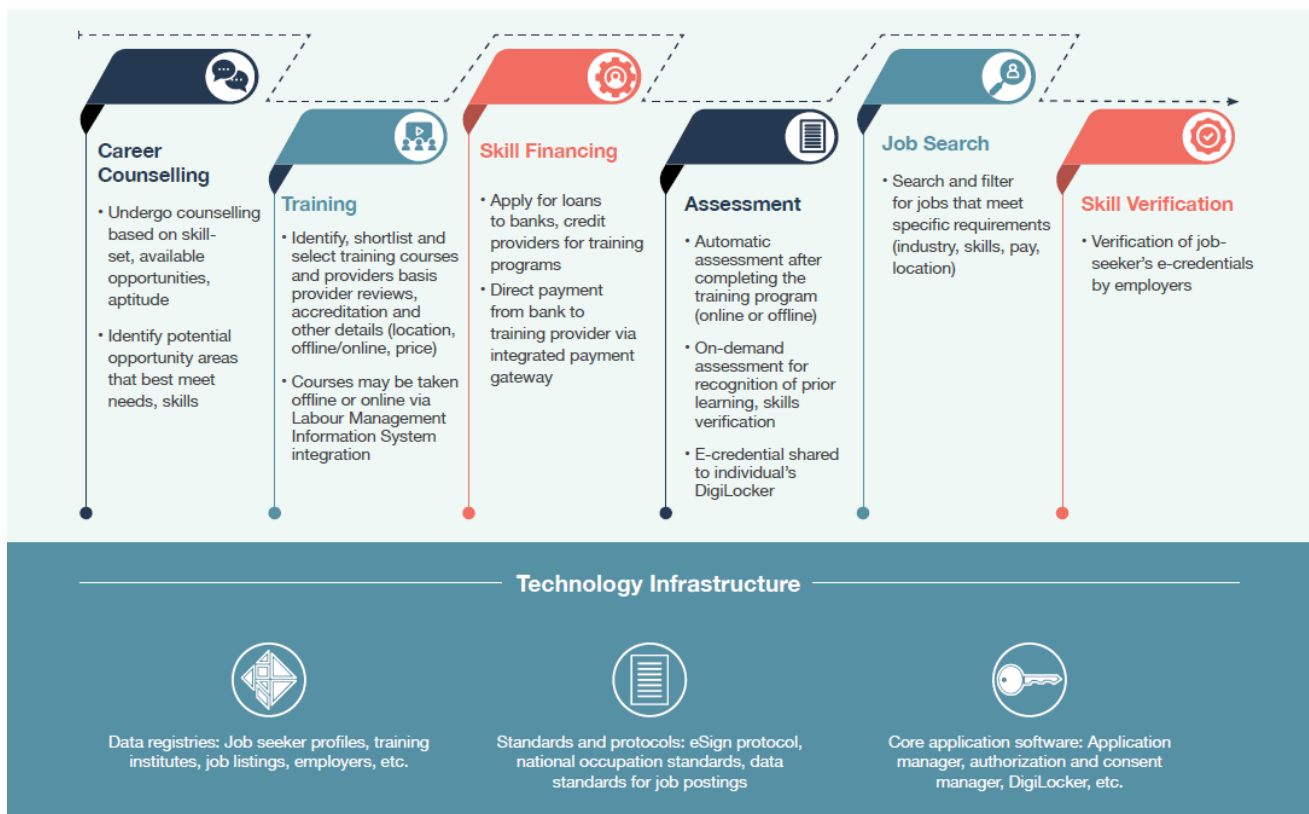 Career
Counselling
• Undergo counselling
based on skill-
set, available
opportunities,
aptitude
• Identify potential
opportunity areas
that best meet
needs, skills
Training
• Identify, shortlist and
select training courses
and providers basis
provider reviews,
accreditation and
other details (location,
offline/online, price)
• Courses may be taken
offline or online via
Labour Management
Information System
integration
Skill Financing
• Apply for loans
to banks, credit
providers for training
programs
• Direct payment
from bank to
training provider via
integrated payment
gateway
Assessment
• Automatic
assessment after
completing the
training program
(online or offline)
• On-demand
assessment for
recognition of prior
learning, skills
verification
• E-credential shared
to individual's
DigiLocker
Job Search
• Search and filter
for jobs that meet
specific requirements
(industry, skills, pay,
location)
Skill Verification
• Verification of job-
seeker's e-credentials
by employers
Technology Infrastructure
Data registries: Job seeker profiles, training
institutes, job listings, employers, etc.
Standards and protocols: eSign protocol,
national occupation standards, data
standards for job postings
Core application software: Application
manager, authorization and consent
manager, DigiLocker, etc.